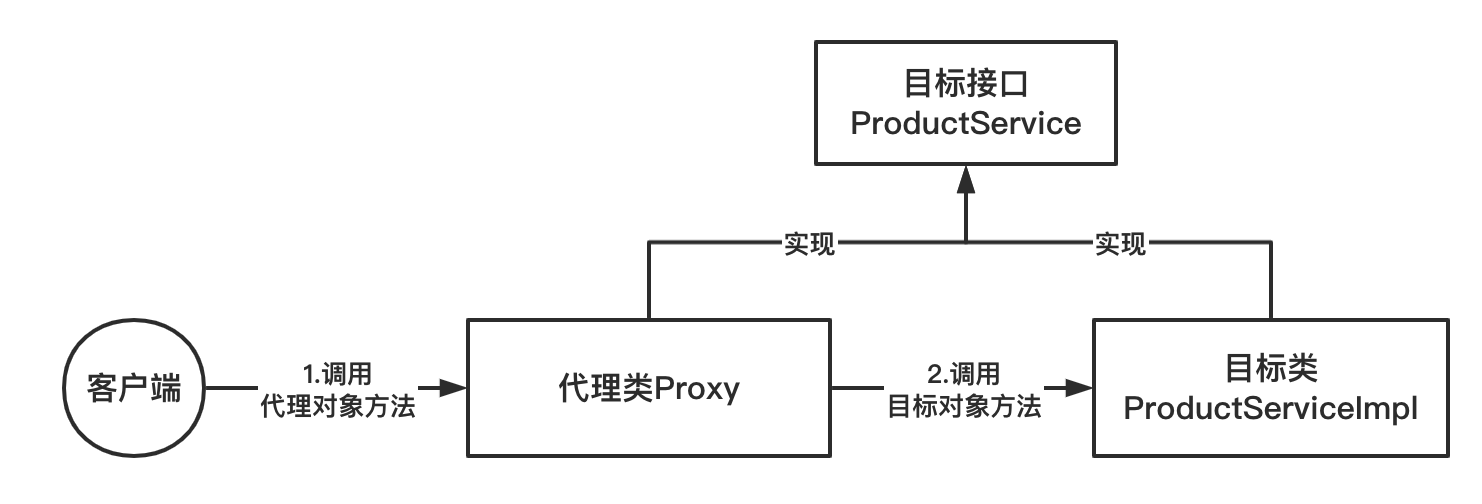 目标接口
ProductService
实现
实现
客户端
1.调用
代理对象方法
代理类Proxy
2.调用
目标对象方法
目标类
ProductServiceImpl